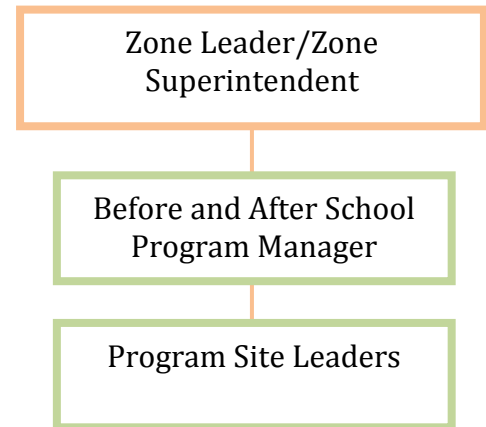 Zone Leader/Zone
Superintendent
Before and After School
Program Manager
Program Site Leaders